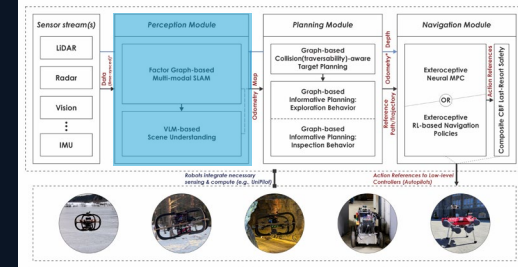 Sensor stream(s)
LiDAR
Radar
Vision
IMU
Data
Perception Module
Factor Graph-based
Multi-modal SLAM
VLM-based
Scene Understanding
Odometry Map
Planning Module
Graph-based
Collision(traversability)-aware
Target Planning
Graph-based
Informative Planning:
Exploration Behavior
Graph-based
Informative Planning:
Inspection Behavior
Depth
Odometry*
Reference
Path/Trajectory
Navigation Module
Exteroceptive
Neural MPC
OR
Exteroceptive
RL-based Navigation
Policies
Action References
Composite CBF Last-Resort Safety
Robots integrate necessary
sensing & compute (e.g., UniPilot)
Action References to Low-level
Controllers (Autopilots)